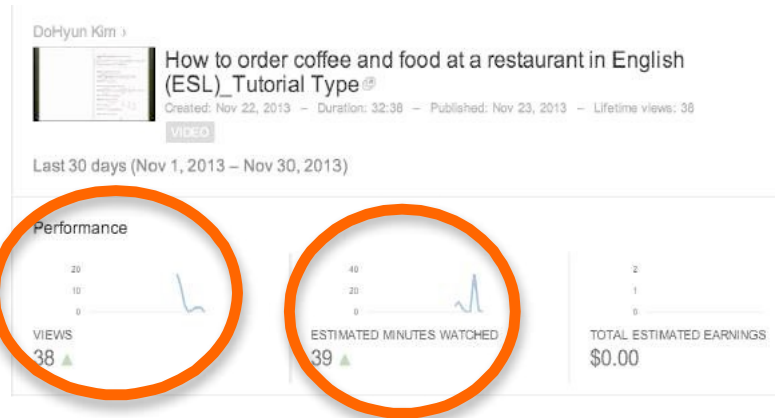 DoHyun Kim ›
How to order coffee and food at a restaurant in English
(ESL)_Tutorial Type
Created: Nov 22, 2013 – Duration: 32:38 – Published: Nov 23, 2013 – Lifetime views: 38
VIDEO
Last 30 days (Nov 1, 2013 – Nov 30, 2013)
Performance
20
10
0
VIEWS
38
40
20
0
ESTIMATED MINUTES WATCHED
39
2
1
0
TOTAL ESTIMATED EARNINGS
$0.00